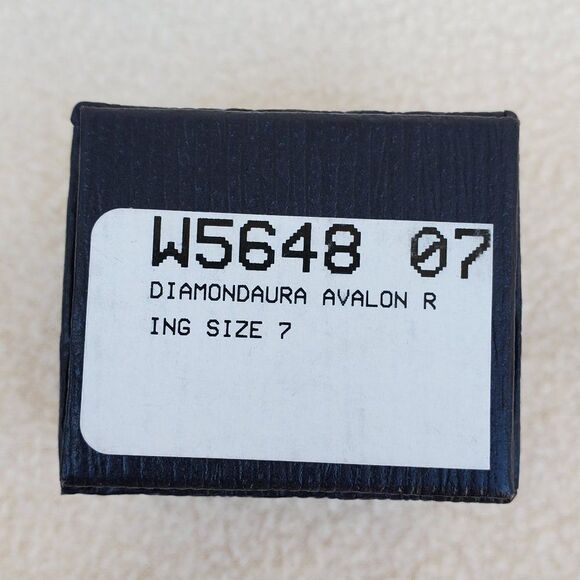 W5648 07
DIAMONDAURA AVALON R
ING SIZE 7